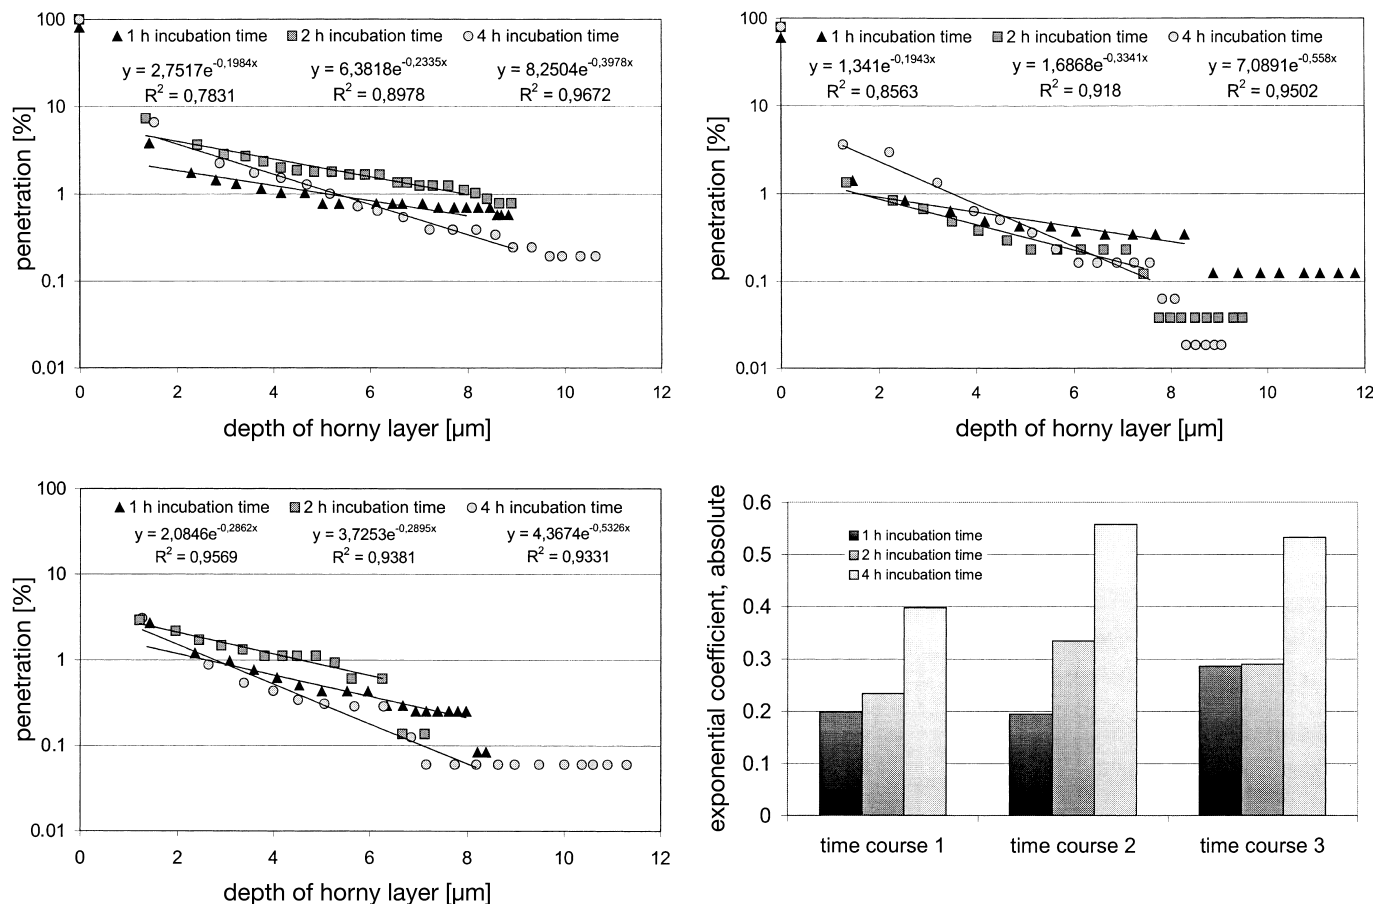 100
10
1
0.1
0.01
penetration [%]
1 h incubation time 2 h incubation time 4 h incubation time
y = 2,7517e^-0,1984x y = 6,3818e^-0,2335x y = 8,2504e^-0,3978x
R² = 0,7831 R² = 0,8978 R² = 0,9672
0 2 4 6 8 10 12
depth of horny layer [µm]
100
10
1
0.1
0.01
penetration [%]
1 h incubation time 2 h incubation time 4 h incubation time
y = 1,341e^-0,1943x y = 1,6868e^-0,3341x y = 7,0891e^-0,558x
R² = 0,8563 R² = 0,918 R² = 0,9502
0 2 4 6 8 10 12
depth of horny layer [µm]
100
10
1
0.1
0.01
penetration [%]
1 h incubation time 2 h incubation time 4 h incubation time
y = 2,0846e^-0,2862x y = 3,7253e^-0,2895x y = 4,3674e^-0,5326x
R² = 0,9569 R² = 0,9381 R² = 0,9331
0 2 4 6 8 10 12
depth of horny layer [µm]
0.6
0.5
0.4
0.3
0.2
0.1
0
exponential coefficient, absolute
1 h incubation time
2 h incubation time
4 h incubation time
time course 1 time course 2 time course 3